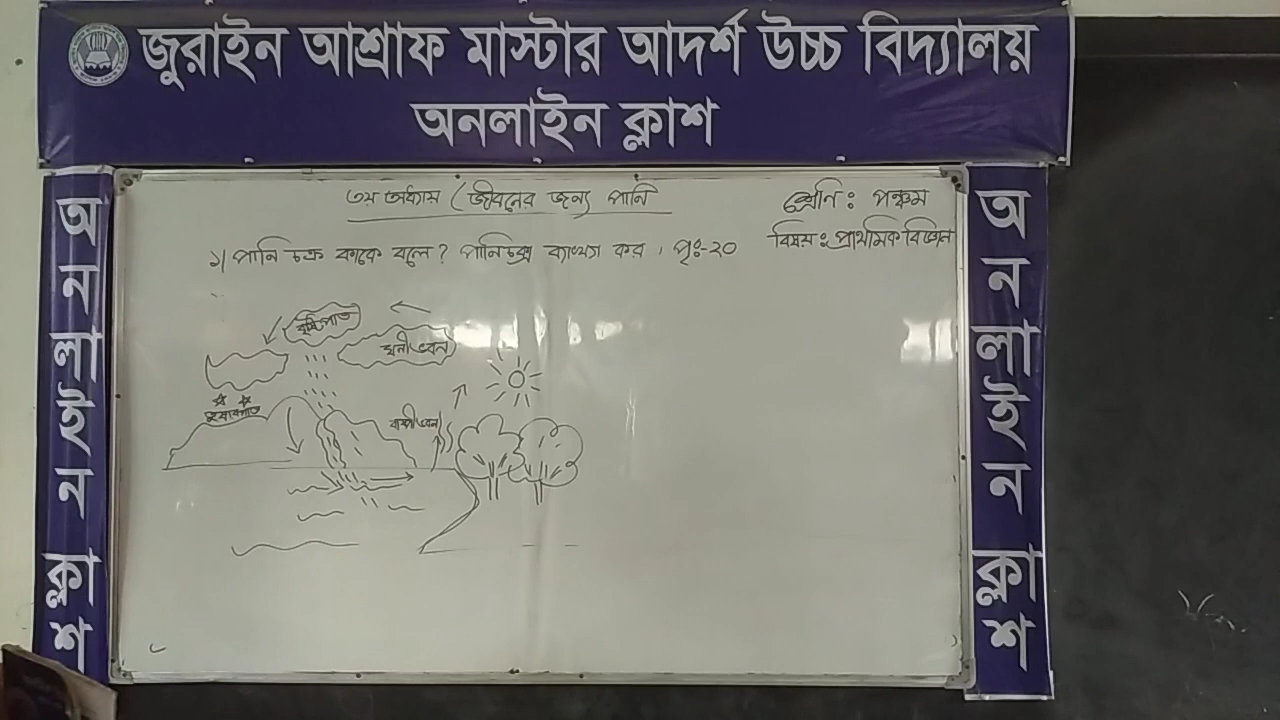 জুরাইন আশ্রাফ মাস্টার আদর্শ উচ্চ বিদ্যালয়
অনলাইন ক্লাশ
৩য় অধ্যায় (জীবনের জন্য পানি
শ্রেণি: পঞ্চম
বিষয়: প্রাথমিক বিজ্ঞান
১) পানি চক্র কাকে বলে? পানিচক্র ব্যাখ্যা কর। পৃঃ-২০
বৃষ্টিপাত
ঘনীভবন
তুষারপাত
বাষ্পীভবন
অনলাইন ক্লাশ
অনলাইন ক্লাশ